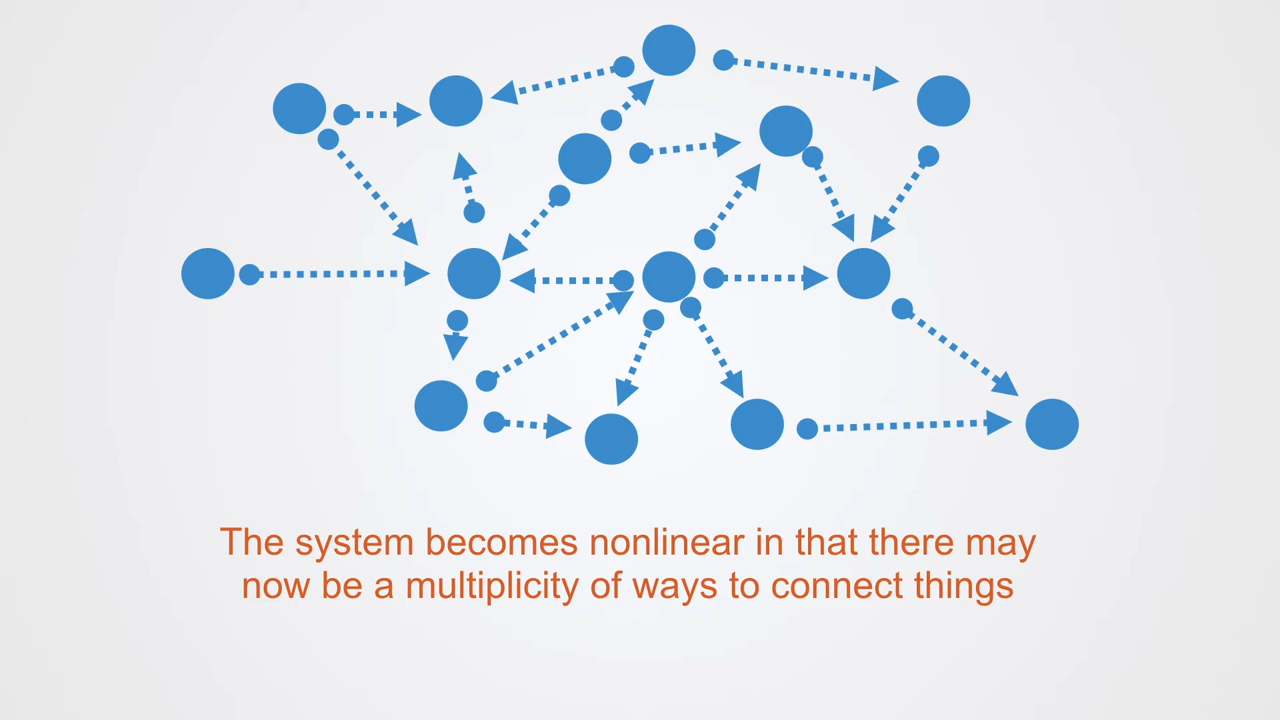 The system becomes nonlinear in that there may
now be a multiplicity of ways to connect things